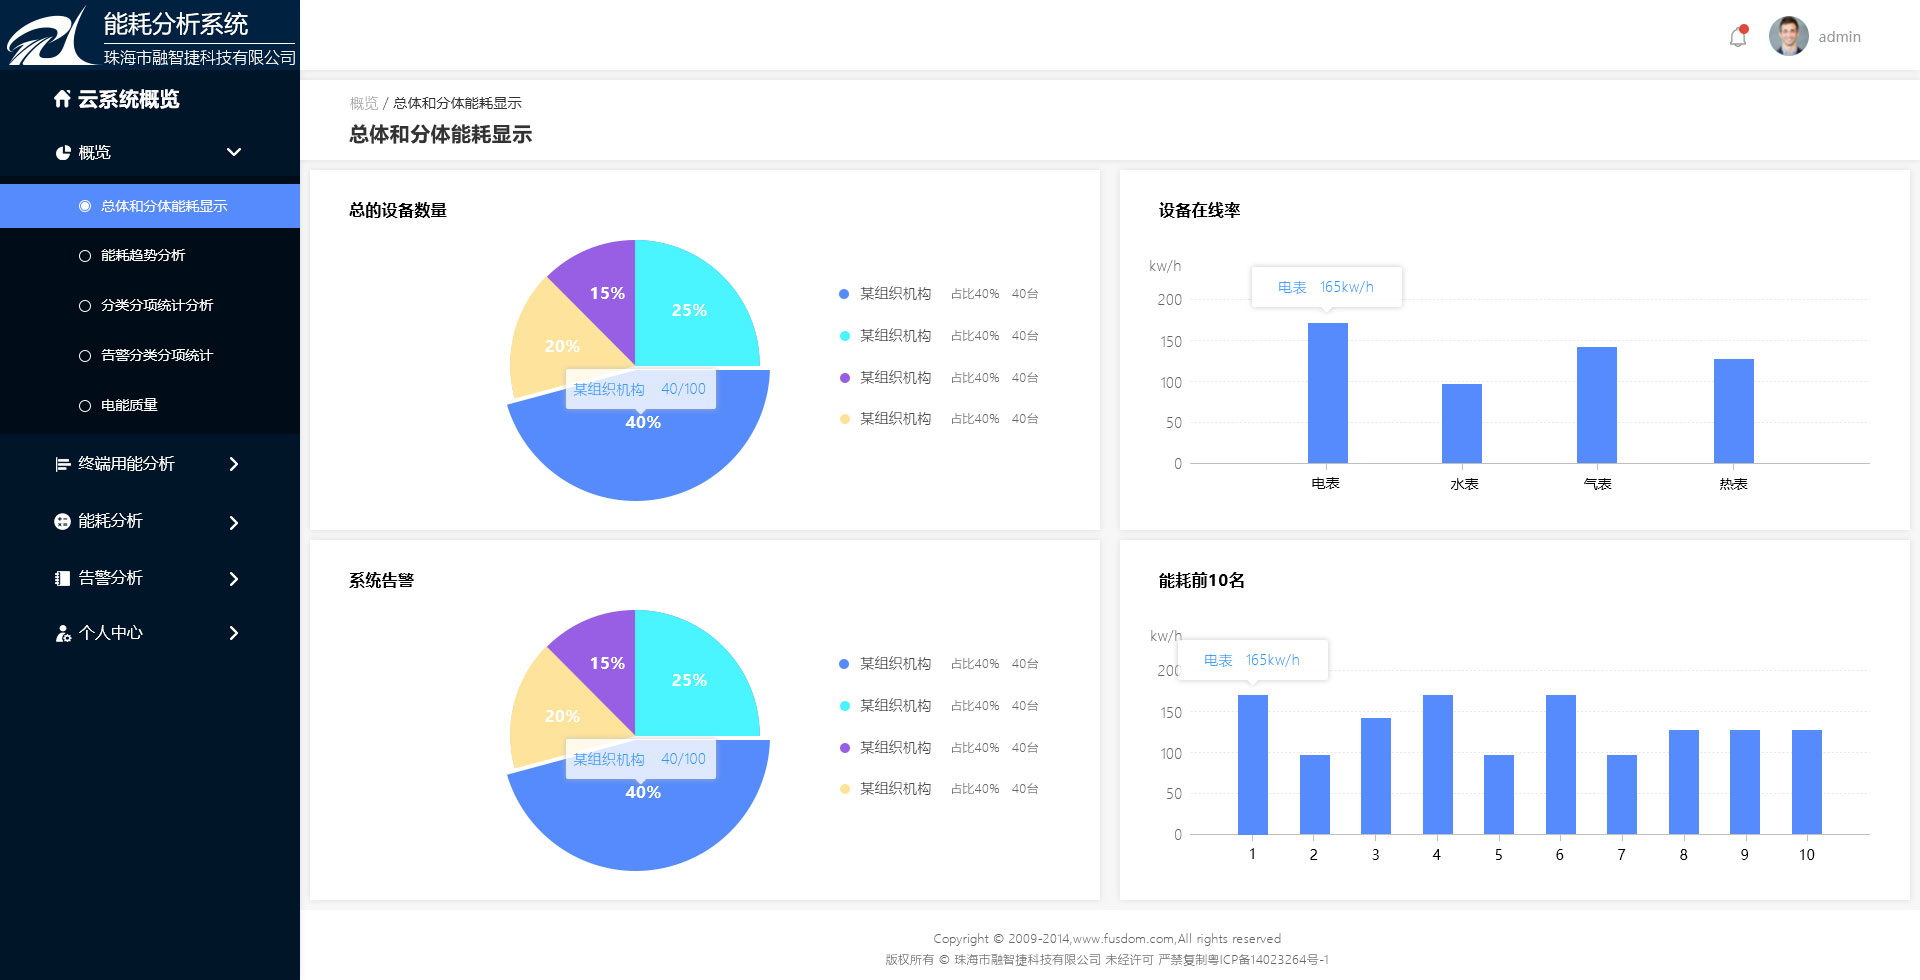 能耗分析系统
珠海市融智捷科技有限公司
云系统概览
概览
总体和分体能耗显示
能耗趋势分析
分类分项统计分析
告警分类分项统计
电能质量
终端用能分析
能耗分析
告警分析
个人中心
admin
概览 / 总体和分体能耗显示
总体和分体能耗显示
总的设备数量
15%
25%
20%
某组织机构 40/100
40%
某组织机构 占比40% 40台
某组织机构 占比40% 40台
某组织机构 占比40% 40台
某组织机构 占比40% 40台
设备在线率
kw/h
电表 165kw/h
200
150
100
50
0
电表 水表 气表 热表
系统告警
15%
25%
20%
某组织机构 40/100
40%
某组织机构 占比40% 40台
某组织机构 占比40% 40台
某组织机构 占比40% 40台
某组织机构 占比40% 40台
能耗前10名
kw/h
电表 165kw/h
200
150
100
50
0
1 2 3 4 5 6 7 8 9 10
Copyright © 2009-2014,www.fusdom.com,All rights reserved
版权所有 © 珠海市融智捷科技有限公司 未经许可 严禁复制粤ICP备14023264号-1